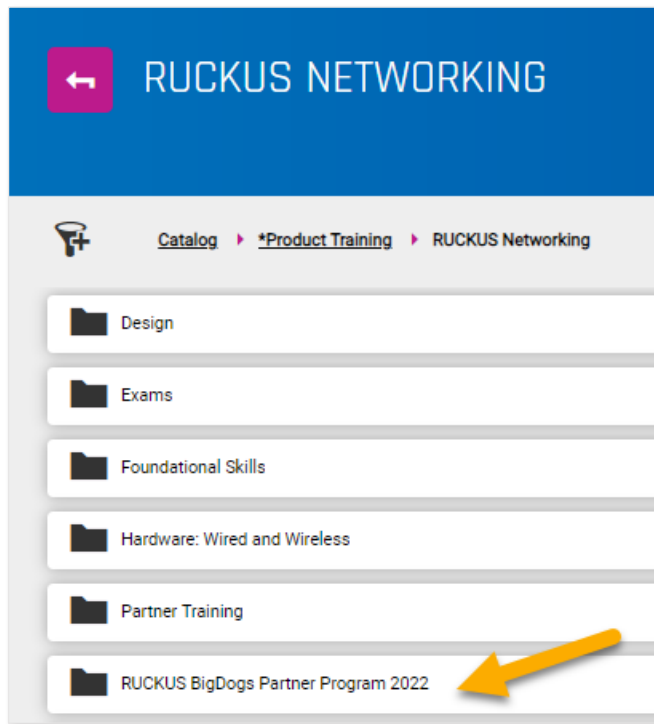 RUCKUS NETWORKING
Catalog *Product Training RUCKUS Networking
Design
Exams
Foundational Skills
Hardware: Wired and Wireless
Partner Training
RUCKUS BigDogs Partner Program 2022